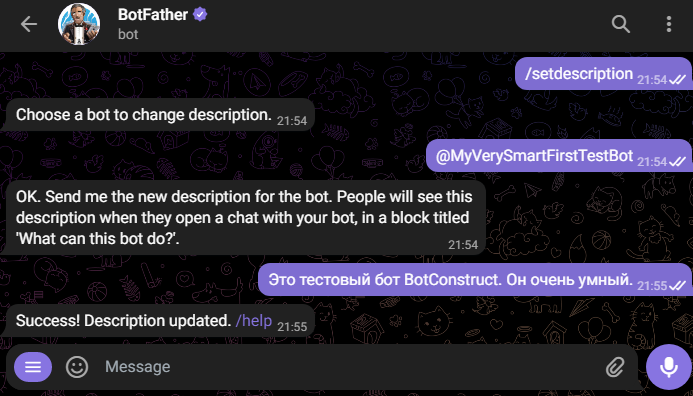 BotFather
bot
/setdescription 21:54
Choose a bot to change description. 21:54
@MyVerySmartFirstTestBot 21:54
OK. Send me the new description for the bot. People will see this
description when they open a chat with your bot, in a block titled
'What can this bot do?'.
21:54
Это тестовый бот BotConstruct. Он очень умный. 21:55
Success! Description updated. /help 21:55
Message